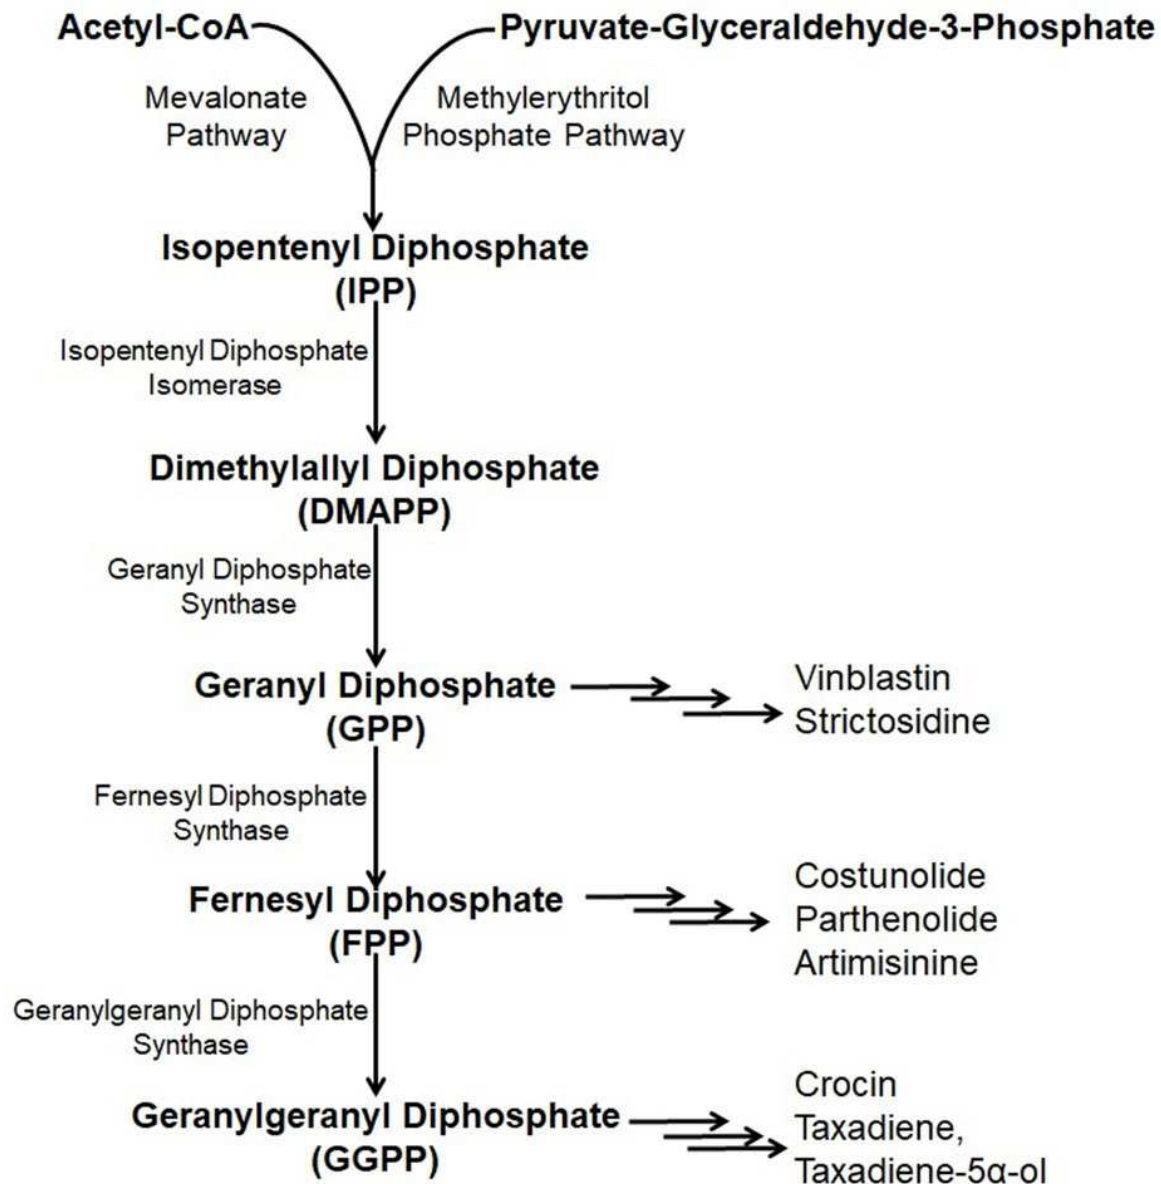 Acetyl-CoA
Pyruvate-Glyceraldehyde-3-Phosphate
Mevalonate
Pathway
Methylerythritol
Phosphate Pathway
Isopentenyl Diphosphate
(IPP)
Isopentenyl Diphosphate
Isomerase
Dimethylallyl Diphosphate
(DMAPP)
Geranyl Diphosphate
Synthase
Geranyl Diphosphate
(GPP)
Vinblastin
Strictosidine
Fernesyl Diphosphate
Synthase
Fernesyl Diphosphate
(FPP)
Costunolide
Parthenolide
Artimisinine
Geranylgeranyl Diphosphate
Synthase
Geranylgeranyl Diphosphate
(GGPP)
Crocin
Taxadiene,
Taxadiene-5α-ol